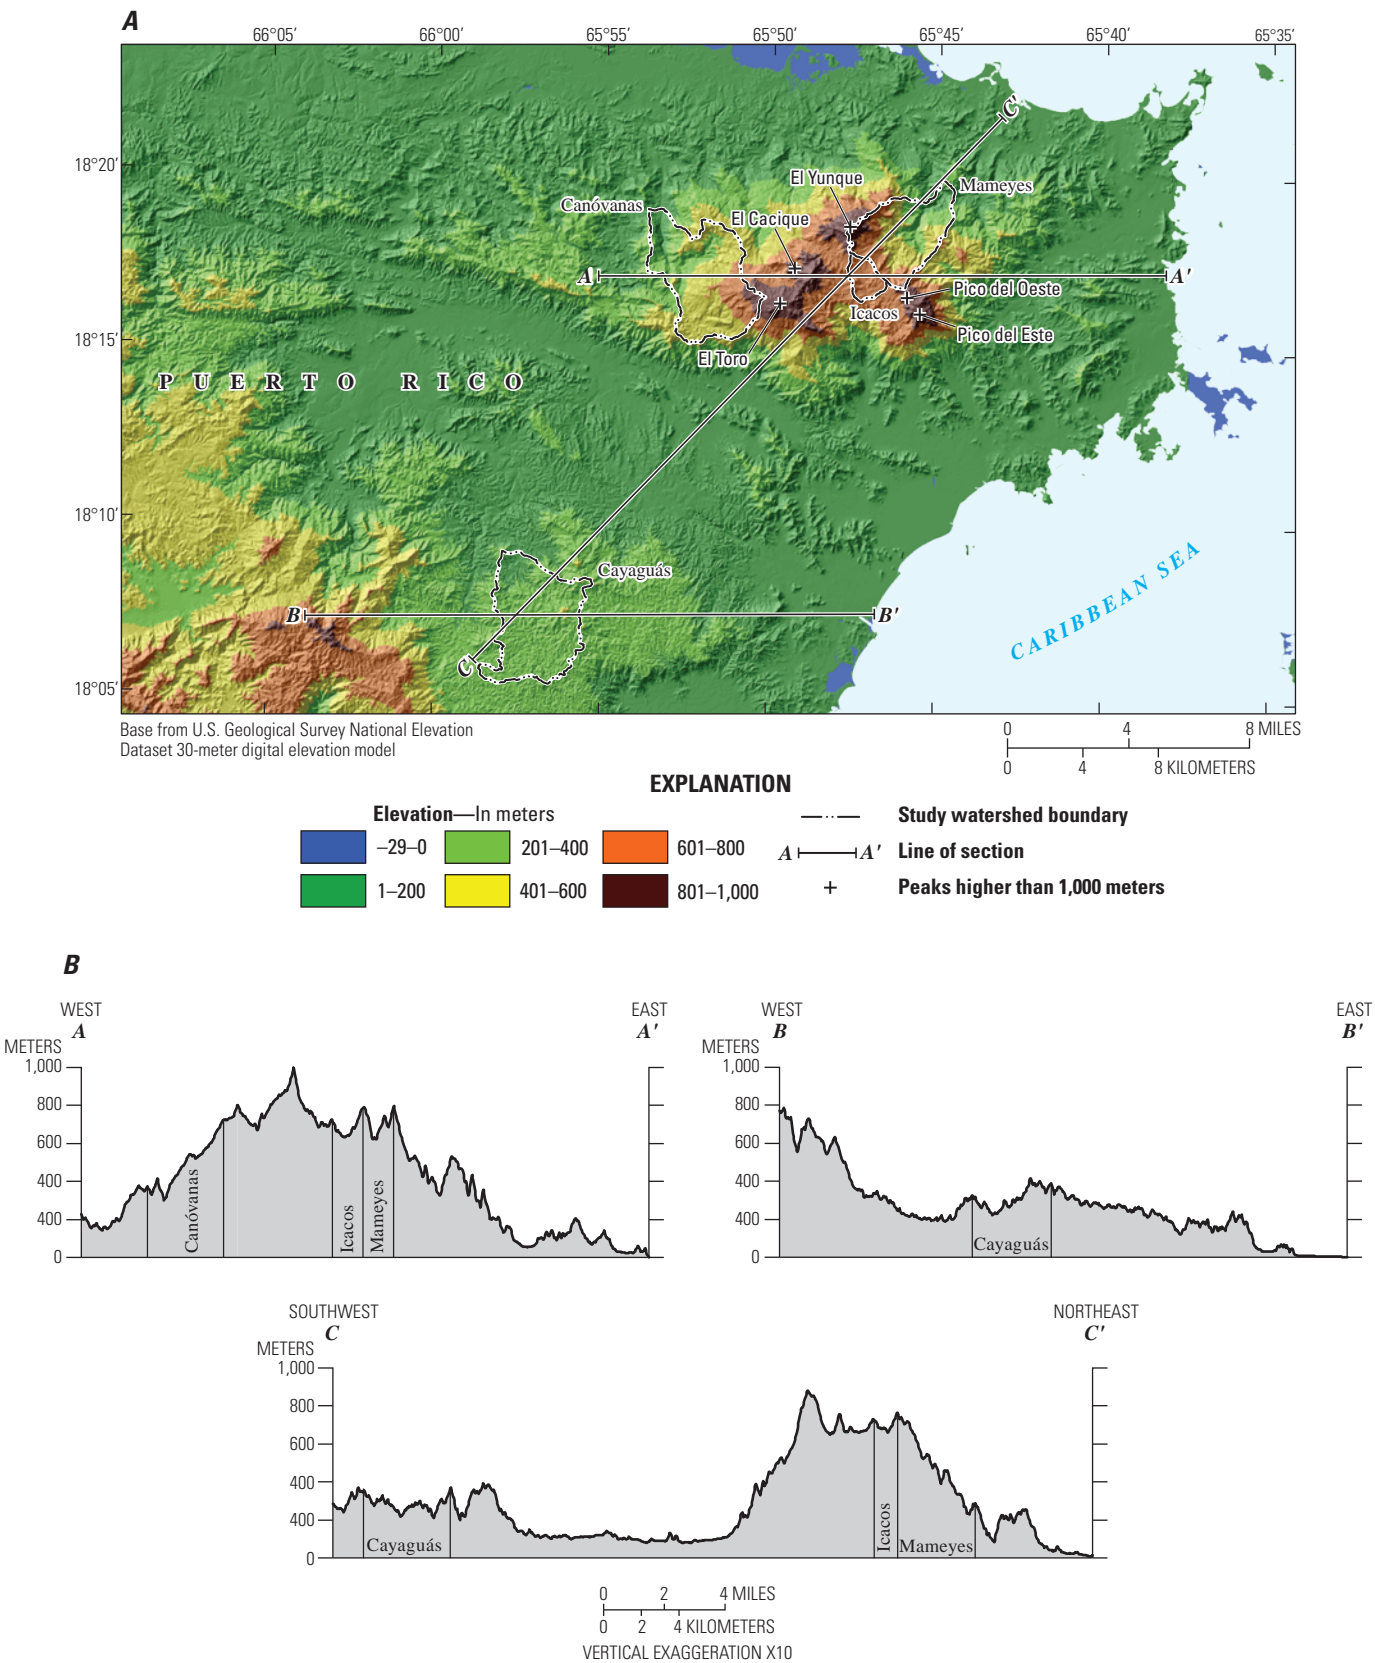 A
66°05' 66°00' 65°55' 65°50' 65°45' 65°40' 65°35'
C'
18°20'
El Yunque
Mameyes
Canóvanas
El Cacique
A A'
Pico del Oeste
Icacos
18°15'
Pico del Este
El Toro
PUERTO RICO
18°10'
CARIBBEAN SEA
Cayaguás
B B'
C
18°05'
Base from U.S. Geological Survey National Elevation
Dataset 30-meter digital elevation model
0 4 8 MILES
0 4 8 KILOMETERS
EXPLANATION
Elevation—In meters
–29–0
201–400
601–800
1–200
401–600
801–1,000
Study watershed boundary
A A' Line of section
+ Peaks higher than 1,000 meters
B
WEST
A
EAST
A'
METERS
1,000
800
600
400
400
0
Canóvanas
Icacos
Mameyes
WEST
B
EAST
B'
METERS
1,000
800
600
400
400
0
Cayaguás
SOUTHWEST
C
NORTHEAST
C'
METERS
1,000
800
600
400
400
0
Cayaguás
Icacos
Mameyes
0 2 4 MILES
0 2 4 KILOMETERS
VERTICAL EXAGGERATION X10